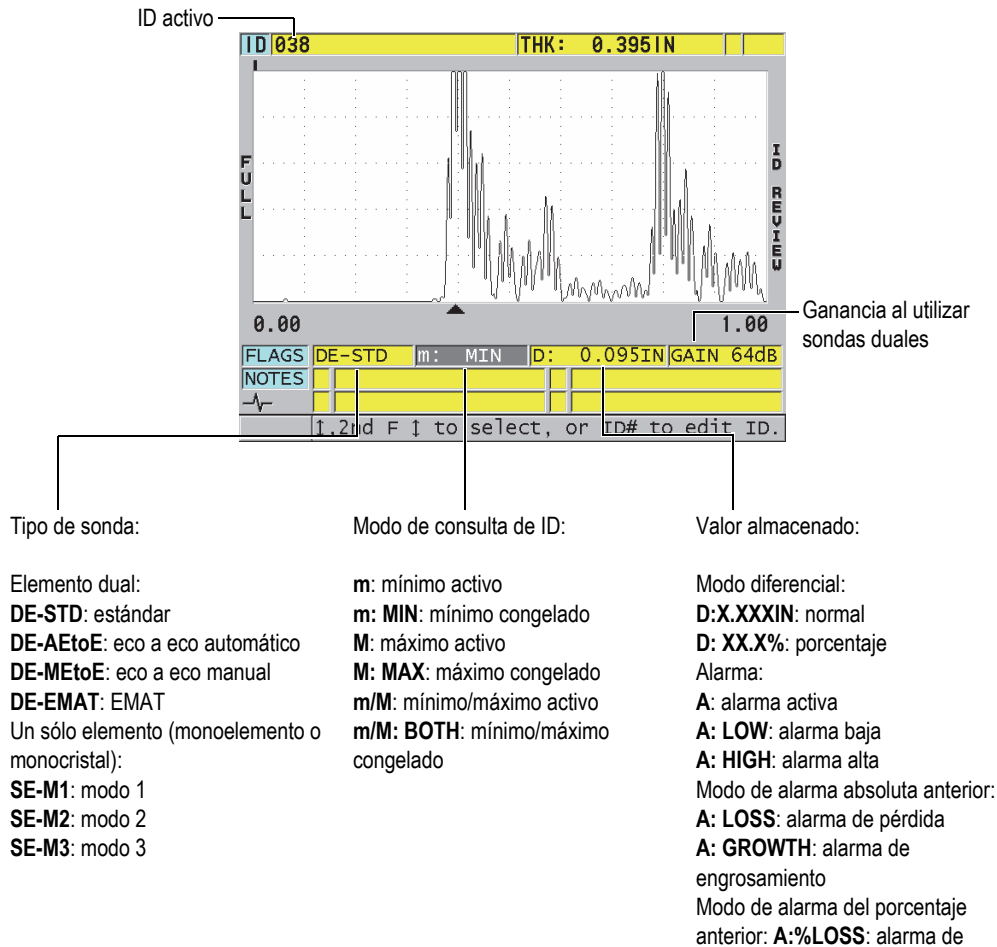 ID activo
ID 038 THK: 0.395IN
FULL
ID REVIEW
0.00 1.00
Ganancia al utilizar
sondas duales
FLAGS DE-STD m: MIN D: 0.095IN GAIN 64dB
NOTES
↕,2nd F ↕ to select, or ID# to edit ID.
Tipo de sonda:
Elemento dual:
DE-STD: estándar
DE-AEtoE: eco a eco automático
DE-MEtoE: eco a eco manual
DE-EMAT: EMAT
Un sólo elemento (monoelemento o
monocristal):
SE-M1: modo 1
SE-M2: modo 2
SE-M3: modo 3
Modo de consulta de ID:
m: mínimo activo
m: MIN: mínimo congelado
M: máximo activo
M: MAX: máximo congelado
m/M: mínimo/máximo activo
m/M: BOTH: mínimo/máximo
congelado
Valor almacenado:
Modo diferencial:
D:X.XXXIN: normal
D: XX.X%: porcentaje
Alarma:
A: alarma activa
A: LOW: alarma baja
A: HIGH: alarma alta
Modo de alarma absoluta anterior:
A: LOSS: alarma de pérdida
A: GROWTH: alarma de
engrosamiento
Modo de alarma del porcentaje
anterior: A:%LOSS: alarma de